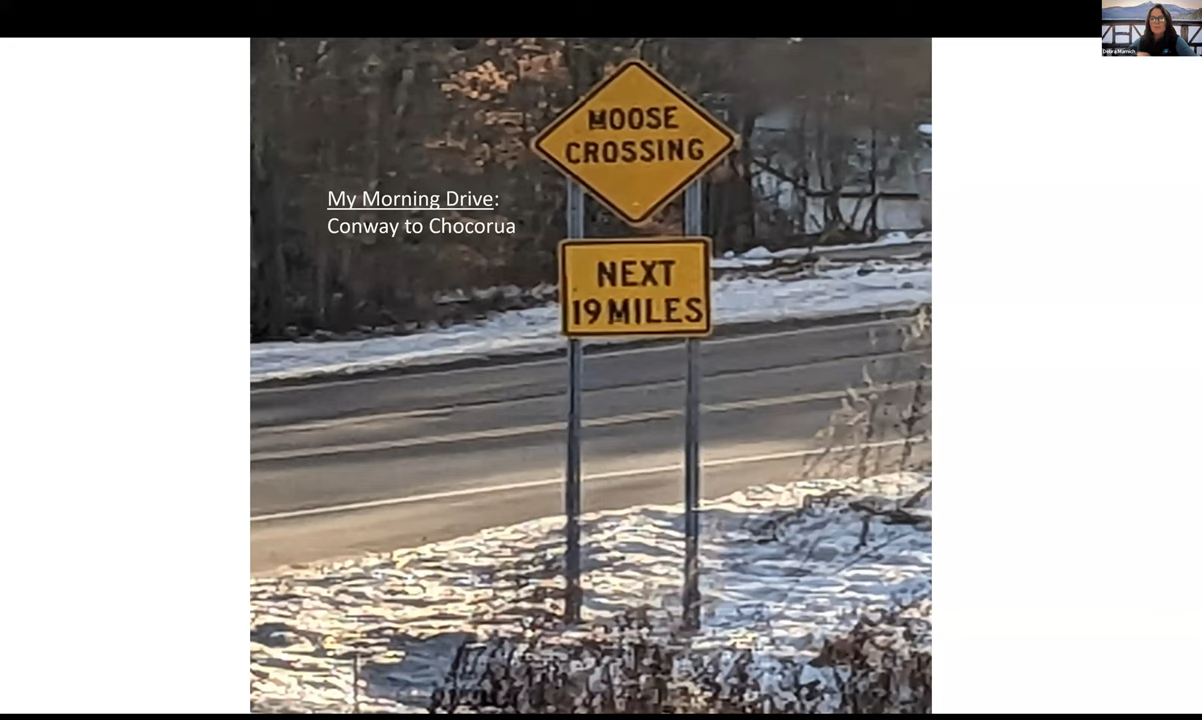 MOOSE
CROSSING
My Morning Drive:
Conway to Chocorua
NEXT
19 MILES